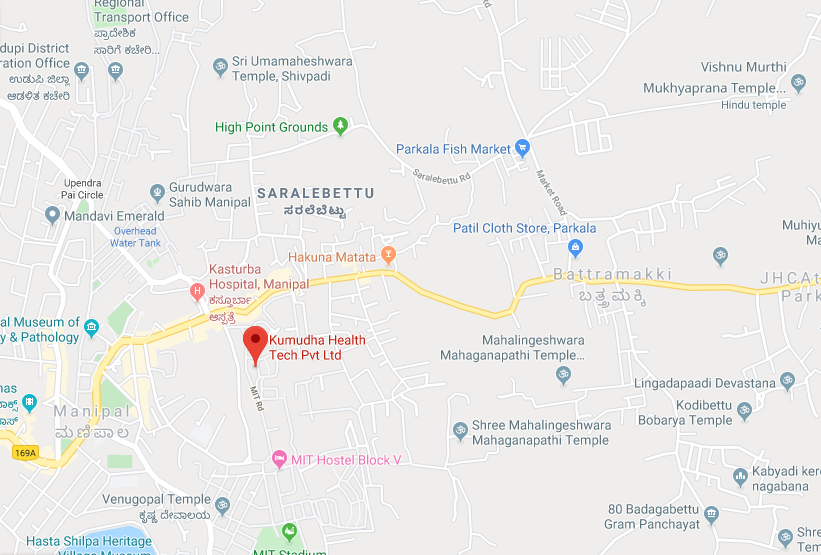 Regional
Transport Office
ಪ್ರಾದೇಶಿಕ
ಸಾರಿಗೆ ಕಚೇರಿ...
dupi District
ration Office
ಉಡುಪಿ ಜಿಲ್ಲಾ
ಆಡಳಿತ ಕಚೇರಿ
Sri Umamaheshwara
Temple, Shivpadi
Vishnu Murthi
Mukhyaprana Temple...
Hindu temple
High Point Grounds
Parkala Fish Market
Saralebettu Rd
Market Road
Upendra
Pai Circle
Gurudwara
Sahib Manipal
SARALEBETTU
ಸರಳೆಬೆಟ್ಟು
Mandavi Emerald
Overhead
Water Tank
Patil Cloth Store, Parkala
Muhiyu
Ma
Hakuna Matata
Kasturba
Hospital, Manipal
ಕಸ್ತೂರ್ಬಾ
ಆಸ್ಪತ್ರೆ
Battramakki
ಬತ್ರಮಕ್ಕಿ
JHCAt
Park
al Museum of
y & Pathology
Kumudha Health
Tech Pvt Ltd
Mahalingeshwara
Mahaganapathi Temple...
MIT Rd
Lingadapaadi Devastana
Kodibettu
Bobarya Temple
nas
Manipal
ಮಣಿಪಾಲ
Shree Mahalingeshwara
Mahaganapathi Temple
169A
MIT Hostel Block V
Kabyadi kere
nagabana
Venugopal Temple
ಕೃಷ್ಣ ದೇವಾಲಯ
80 Badagabettu
Gram Panchayat
Hasta Shilpa Heritage
Village Museum
MIT Stadium
Shree
Mahaga